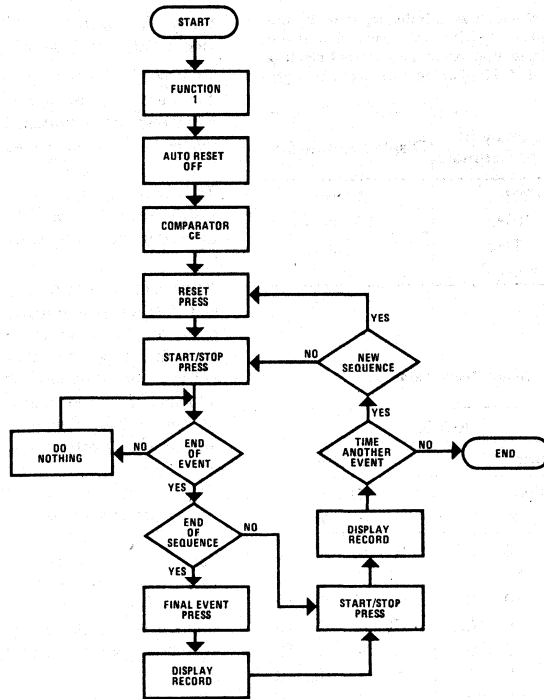 START
FUNCTION
1
AUTO RESET
OFF
COMPARATOR
CE
RESET
PRESS
YES
START/STOP
PRESS
NO
NEW
SEQUENCE
YES
DO
NOTHING
NO
END
OF
EVENT
TIME
ANOTHER
EVENT
NO
END
YES
END
OF
SEQUENCE
NO
DISPLAY
RECORD
YES
FINAL EVENT
PRESS
START/STOP
PRESS
DISPLAY
RECORD